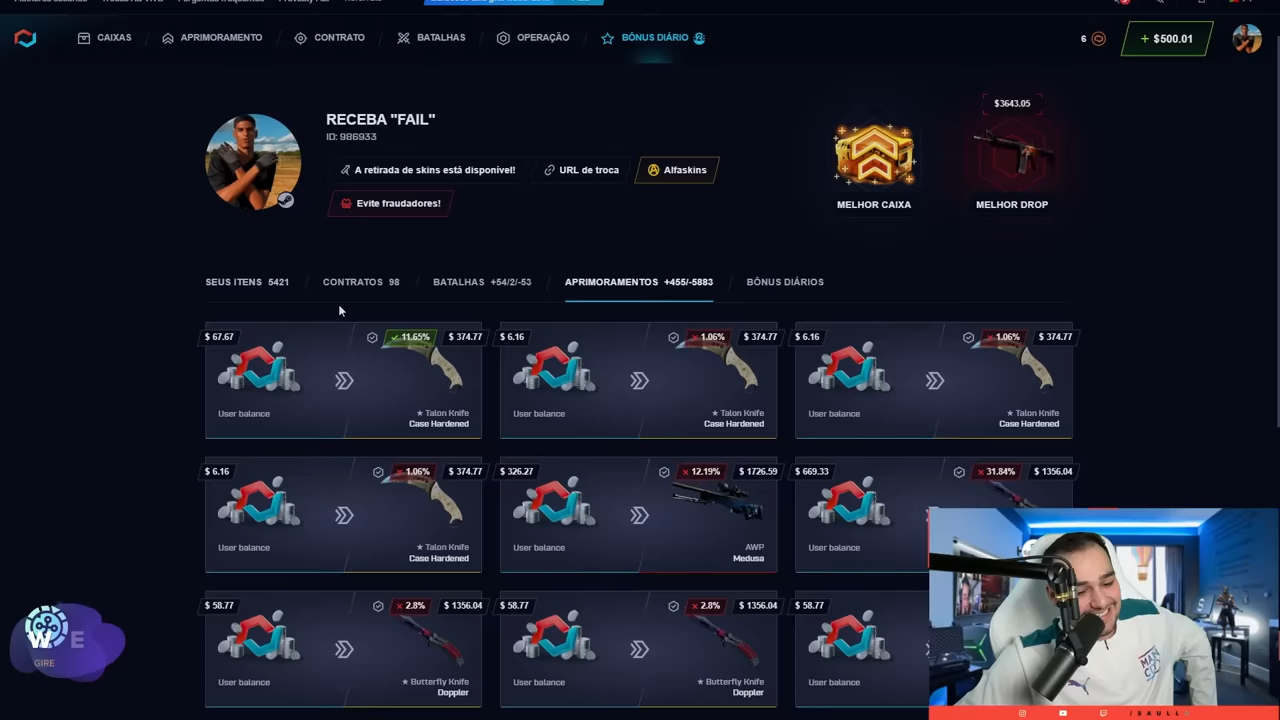 CAIXAS
APRIMORAMENTO
CONTRATO
BATALHAS
OPERAÇÃO
BÔNUS DIÁRIO
6
+ $500.01
RECEBA "FAIL"
ID: 986933
A retirada de skins está disponível!
URL de troca
Alfaskins
Evite fraudadores!
MELHOR CAIXA
$3643.05
MELHOR DROP
SEUS ITENS 5421
CONTRATOS 98
BATALHAS +54/2/-53
APRIMORAMENTOS +455/-5883
BÔNUS DIÁRIOS
$ 67.67
11.65%
$ 374.77
User balance
★ Talon Knife
Case Hardened
$ 6.16
1.06%
$ 374.77
User balance
★ Talon Knife
Case Hardened
$ 6.16
1.06%
$ 374.77
User balance
★ Talon Knife
Case Hardened
$ 6.16
1.06%
$ 374.77
User balance
★ Talon Knife
Case Hardened
$ 326.27
12.19%
$ 1726.59
User balance
AWP
Medusa
$ 669.33
31.84%
$ 1356.04
User balance
$ 58.77
2.8%
$ 1356.04
User balance
★ Butterfly Knife
Doppler
$ 58.77
2.8%
$ 1356.04
User balance
★ Butterfly Knife
Doppler
$ 58.77
User balance
W E
GIRE
MAN
CITY
/SAULL